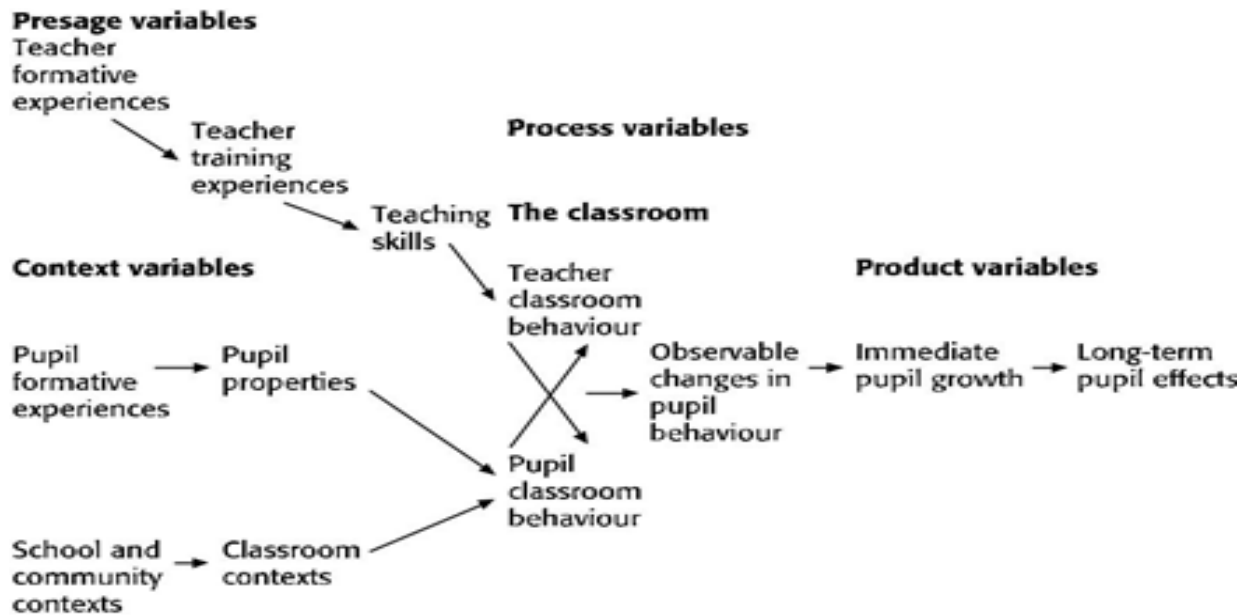 Presage variables
Teacher
formative
experiences
Teacher
training
experiences
Process variables
Teaching
skills
The classroom
Context variables
Teacher
classroom
behaviour
Product variables
Pupil
formative
experiences
Pupil
properties
Observable
changes in
pupil
behaviour
Immediate
pupil growth
Long-term
pupil effects
Pupil
classroom
behaviour
School and
community
contexts
Classroom
contexts